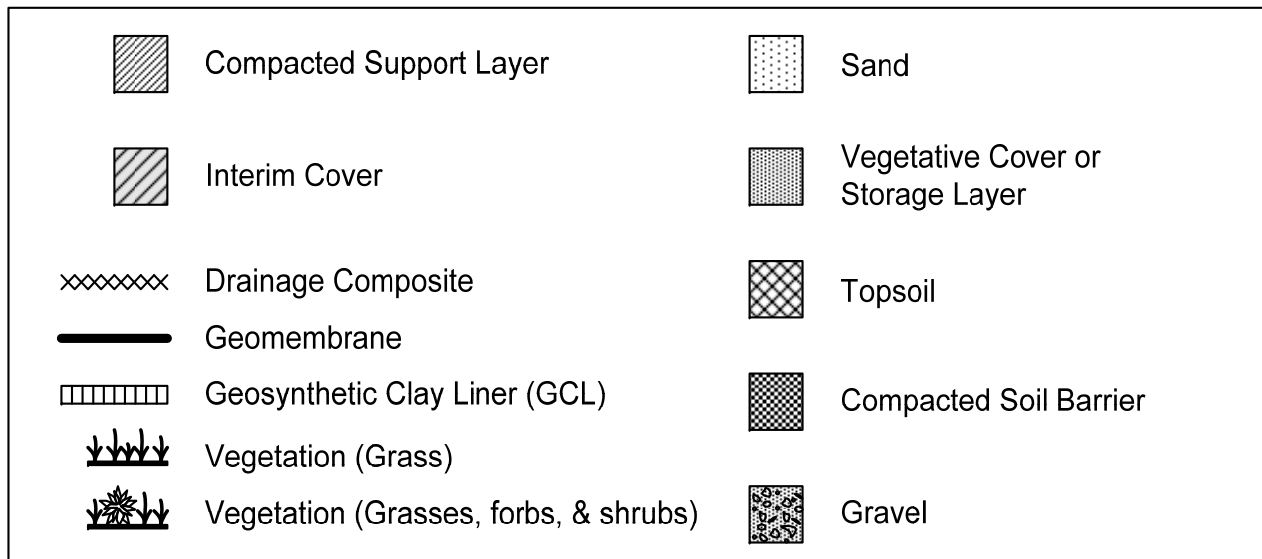 Compacted Support Layer
Interim Cover
Drainage Composite
Geomembrane
Geosynthetic Clay Liner (GCL)
Vegetation (Grass)
Vegetation (Grasses, forbs, & shrubs)
Sand
Vegetative Cover or
Storage Layer
Topsoil
Compacted Soil Barrier
Gravel